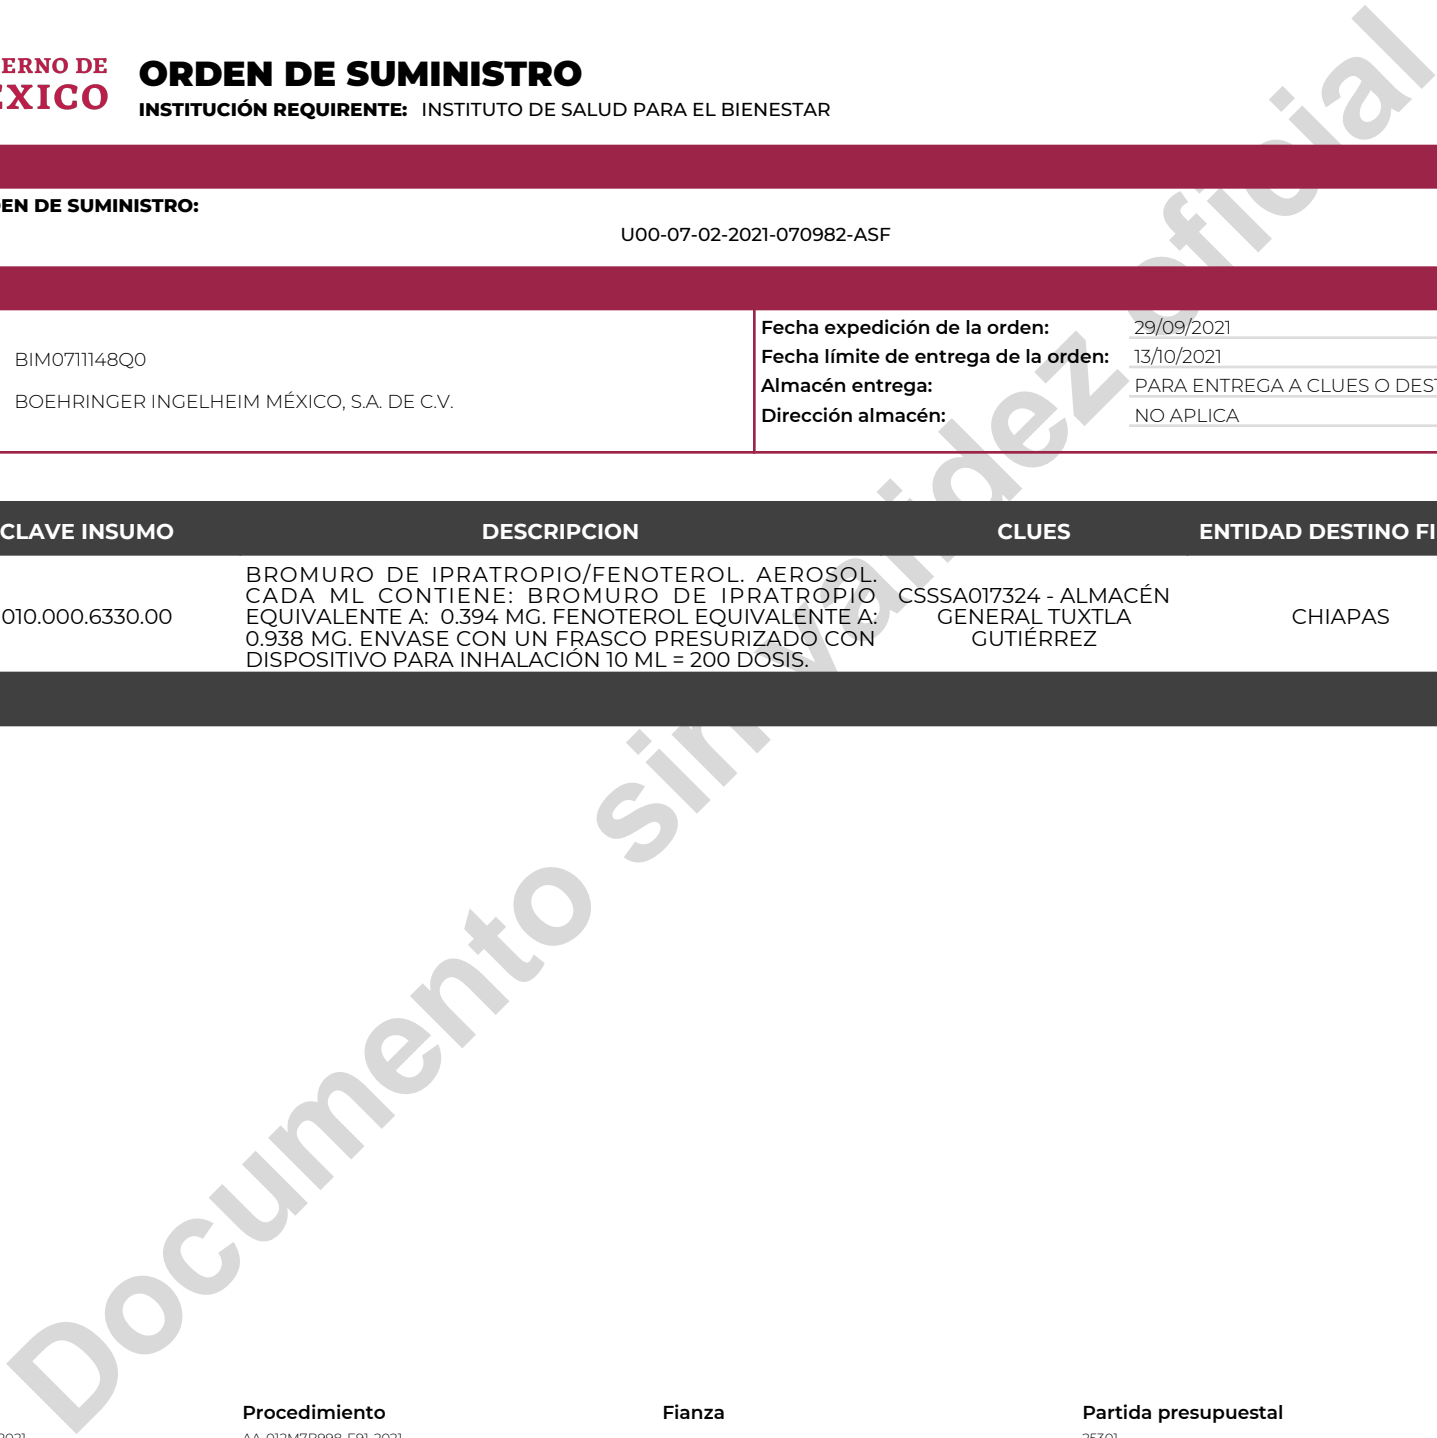 ERNO DE
ÉXICO
ORDEN DE SUMINISTRO
INSTITUCIÓN REQUIRENTE: INSTITUTO DE SALUD PARA EL BIENESTAR
EN DE SUMINISTRO:
U00-07-02-2021-070982-ASF
BIM0711148Q0
BOEHRINGER INGELHEIM MÉXICO, S.A. DE C.V.
Fecha expedición de la orden: 29/09/2021
Fecha límite de entrega de la orden: 13/10/2021
Almacén entrega: PARA ENTREGA A CLUES O DEST
Dirección almacén: NO APLICA
CLAVE INSUMO DESCRIPCION CLUES ENTIDAD DESTINO FI
010.000.6330.00
BROMURO DE IPRATROPIO/FENOTEROL. AEROSOL.
CADA ML CONTIENE: BROMURO DE IPRATROPIO
EQUIVALENTE A: 0.394 MG. FENOTEROL EQUIVALENTE A:
0.938 MG. ENVASE CON UN FRASCO PRESURIZADO CON
DISPOSITIVO PARA INHALACIÓN 10 ML = 200 DOSIS.
CSSSA017324 - ALMACÉN
GENERAL TUXTLA
GUTIÉRREZ
CHIAPAS
Documento sin validez oficial
Procedimiento Fianza Partida presupuestal